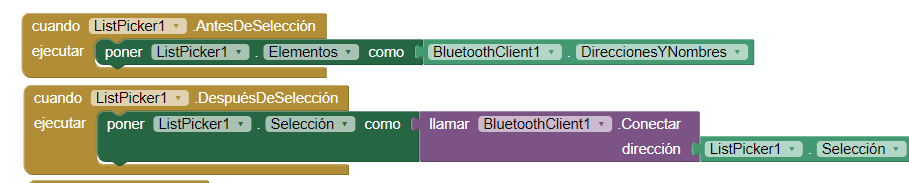 cuando ListPicker1 .AntesDeSelección
ejecutar poner ListPicker1 . Elementos como BluetoothClient1 . DireccionesYNombres
cuando ListPicker1 .DespuésDeSelección
ejecutar poner ListPicker1 . Selección como llamar BluetoothClient1 .Conectar
dirección ListPicker1 . Selección